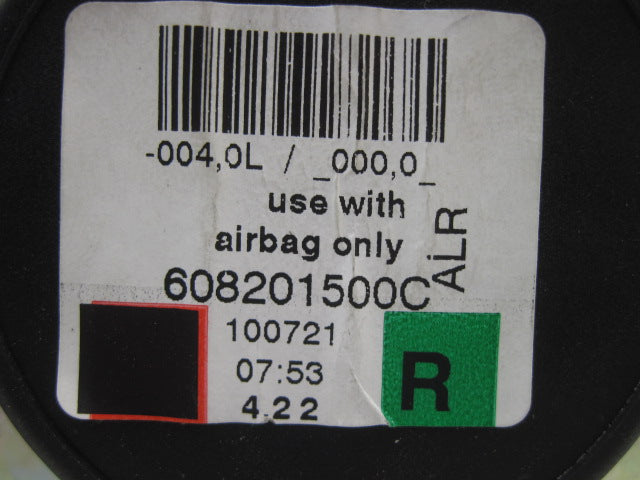 -004,0L / _000,0_
use with
airbag only
ALR
608201500C
100721
07:53
4.22
R